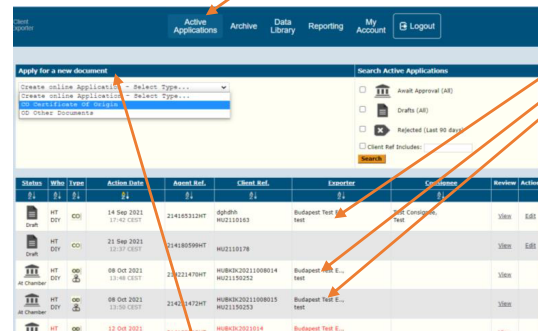 Client
Exporter
Active Applications
Archive
Data Library
Reporting
My Account
Logout
Apply for a new document
Search Active Applications
Create online Application - Select Type...
Create online Application - Select Type...
CO Certificate Of Origin
OD Other Documents
Await Approval (All)
Drafts (All)
Rejected (Last 90 days)
Client Ref Includes:
Search
Status Who Type Action Date Agent Ref. Client Ref. Exporter Consignee Review Action
Draft HT DIY CO 14 Sep 2021 17:42 CEST 214165312HT dghdhh HU2110163 Budapest Test E... test Test Consignee, Test View Edit
Draft HT DIY CO 21 Sep 2021 12:37 CEST 214180599HT HU2110178 View Edit
At Chamber HT DIY CO 08 Oct 2021 13:48 CEST 214221470HT HUBKIK20211008014 HU21150252 Budapest Test E... test View
At Chamber HT DIY CO 08 Oct 2021 13:50 CEST HUBKIK20211008015 HU21150253 Budapest Test E... test View
HT CO 12 Oct 2021 HUBKIK2021014 Budapest Test E...